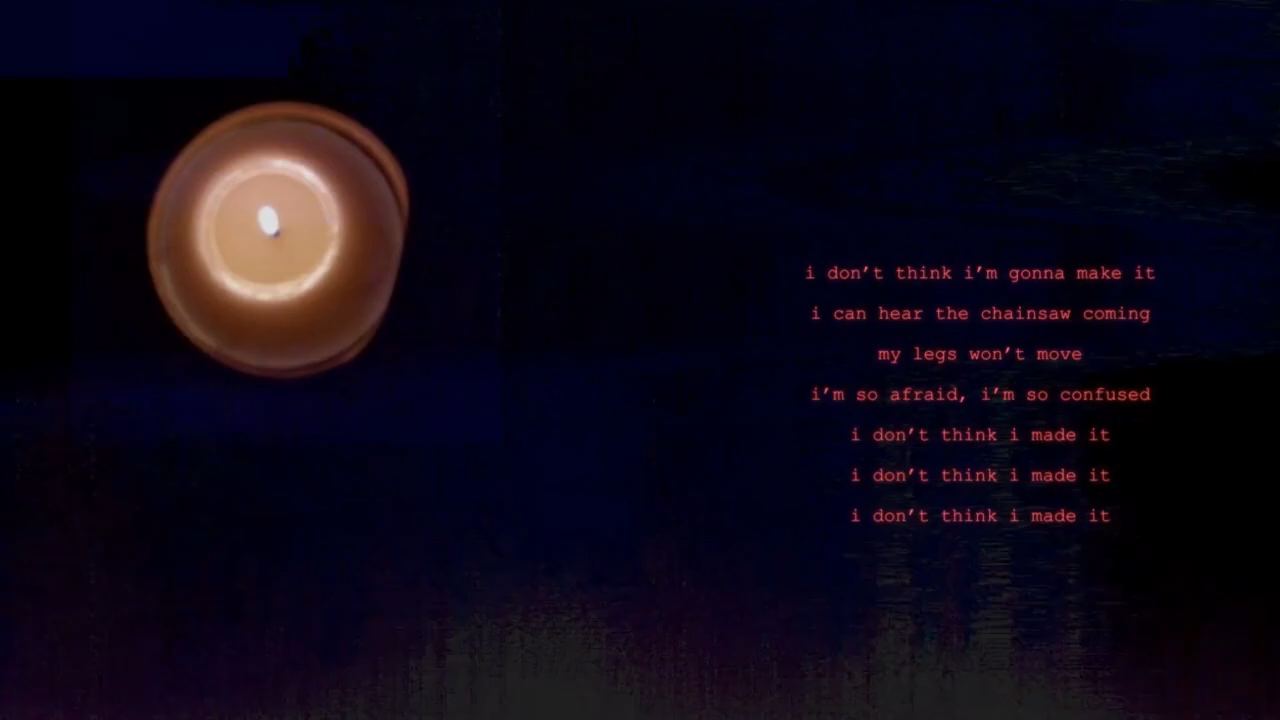 i don't think i'm gonna make it
i can hear the chainsaw coming
my legs won't move
i'm so afraid, i'm so confused
i don't think i made it
i don't think i made it
i don't think i made it